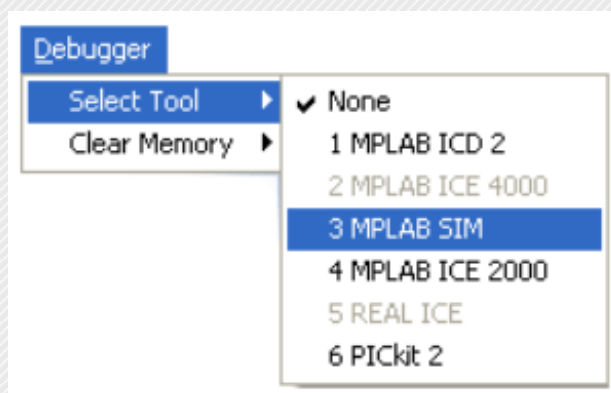 Debugger
Select Tool
Clear Memory
None
1 MPLAB ICD 2
2 MPLAB ICE 4000
3 MPLAB SIM
4 MPLAB ICE 2000
5 REAL ICE
6 PICkit 2